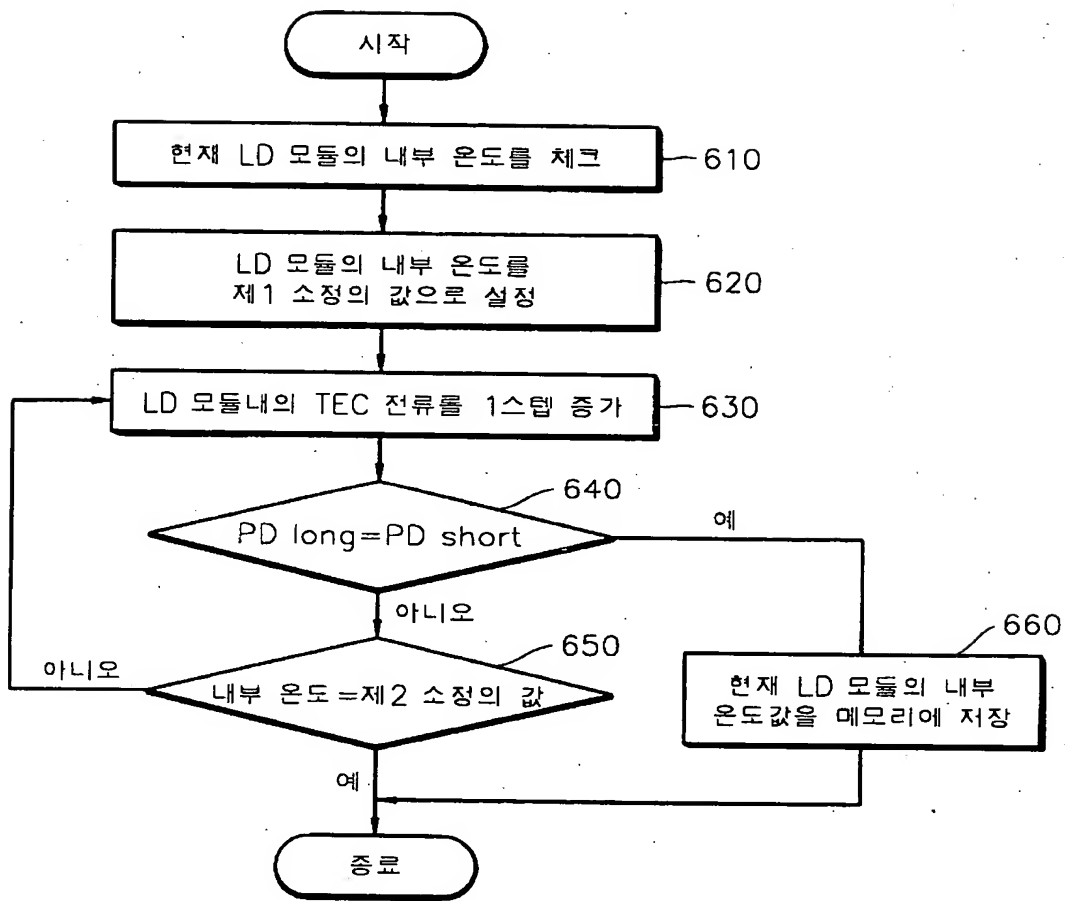 시작
현재 LD 모듈의 내부 온도를 체크
610
LD 모듈의 내부 온도를
제1 소정의 값으로 설정
620
LD 모듈내의 TEC 전류를 1스텝 증가
630
640
PD long=PD short
예
아니오
650
아니오
내부 온도=제2 소정의 값
660
현재 LD 모듈의 내부
온도값을 메모리에 저장
예
종료